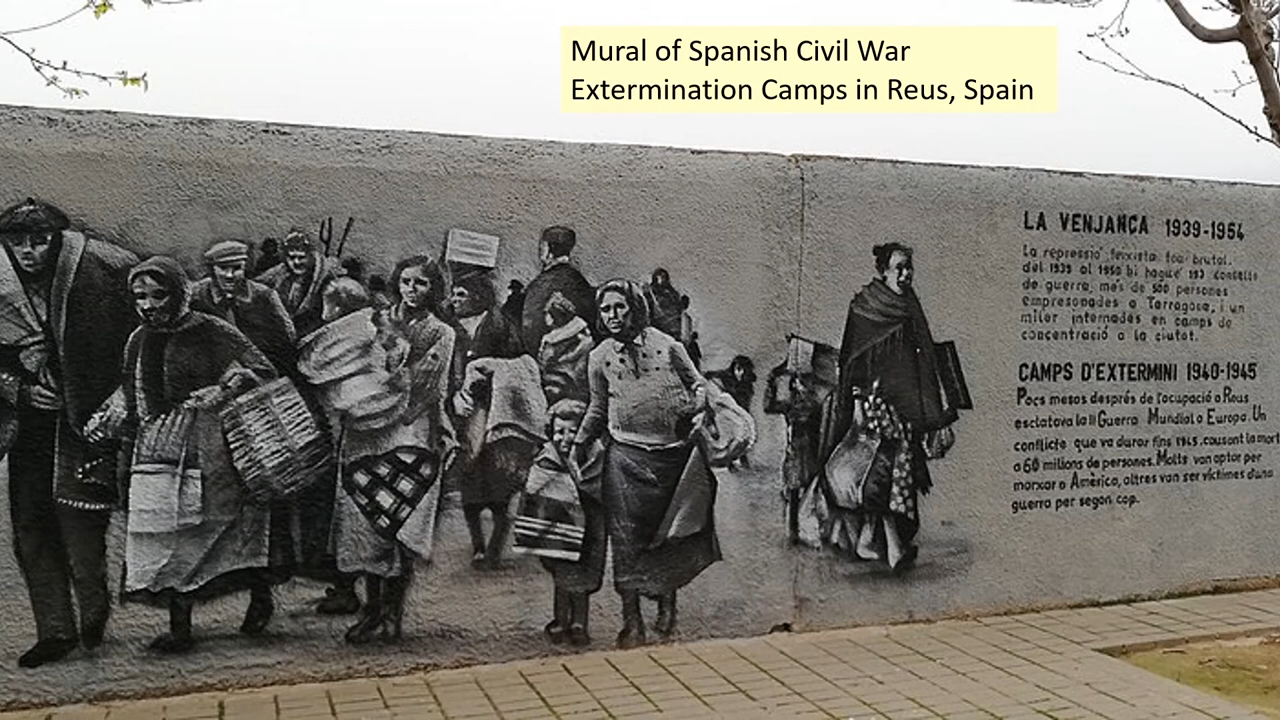 Mural of Spanish Civil War
Extermination Camps in Reus, Spain
LA VENJANÇA 1939-1954
La repressió feixista fou brutal.
del 1939 al 1950 hi hagué 193 consells
de guerra, més de 500 persones
empresonades a Tarragona, i un
miler internades en camps de
concentració a la ciutat.
CAMPS D'EXTERMINI 1940-1945
Pocs mesos després de l'ocupació a Reus
esclatava la II Guerra Mundial a Europa. Un
conflicte que va durar fins 1945, causant la mort
a 60 milions de persones. Molts van optar per
marxar a Amèrica, altres van ser víctimes d'una
guerra per segon cop.